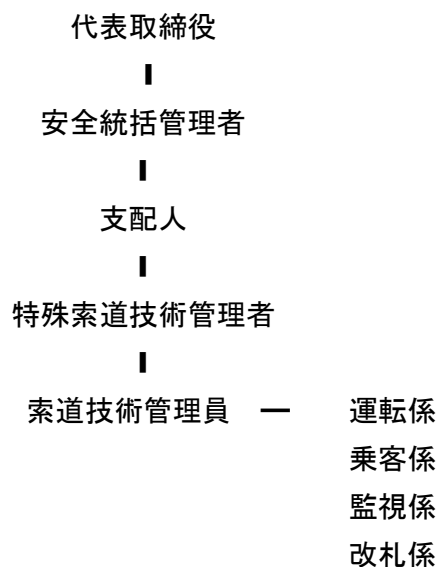 代表取締役
安全統括管理者
支配人
特殊索道技術管理者
索道技術管理員 ー 運転係
乗客係
監視係
改札係